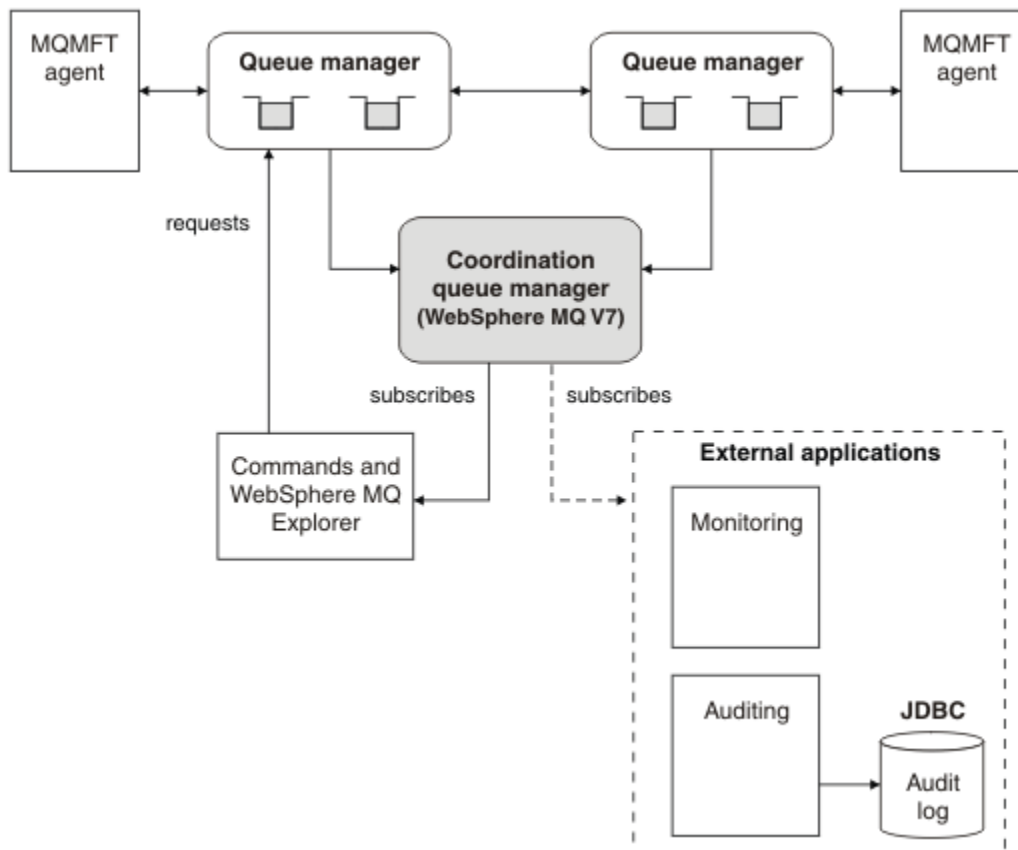 MQMFT
agent
Queue manager
Queue manager
MQMFT
agent
requests
Coordination
queue manager
(WebSphere MQ V7)
subscribes
subscribes
Commands and
WebSphere MQ
Explorer
External applications
Monitoring
Auditing
JDBC
Audit
log